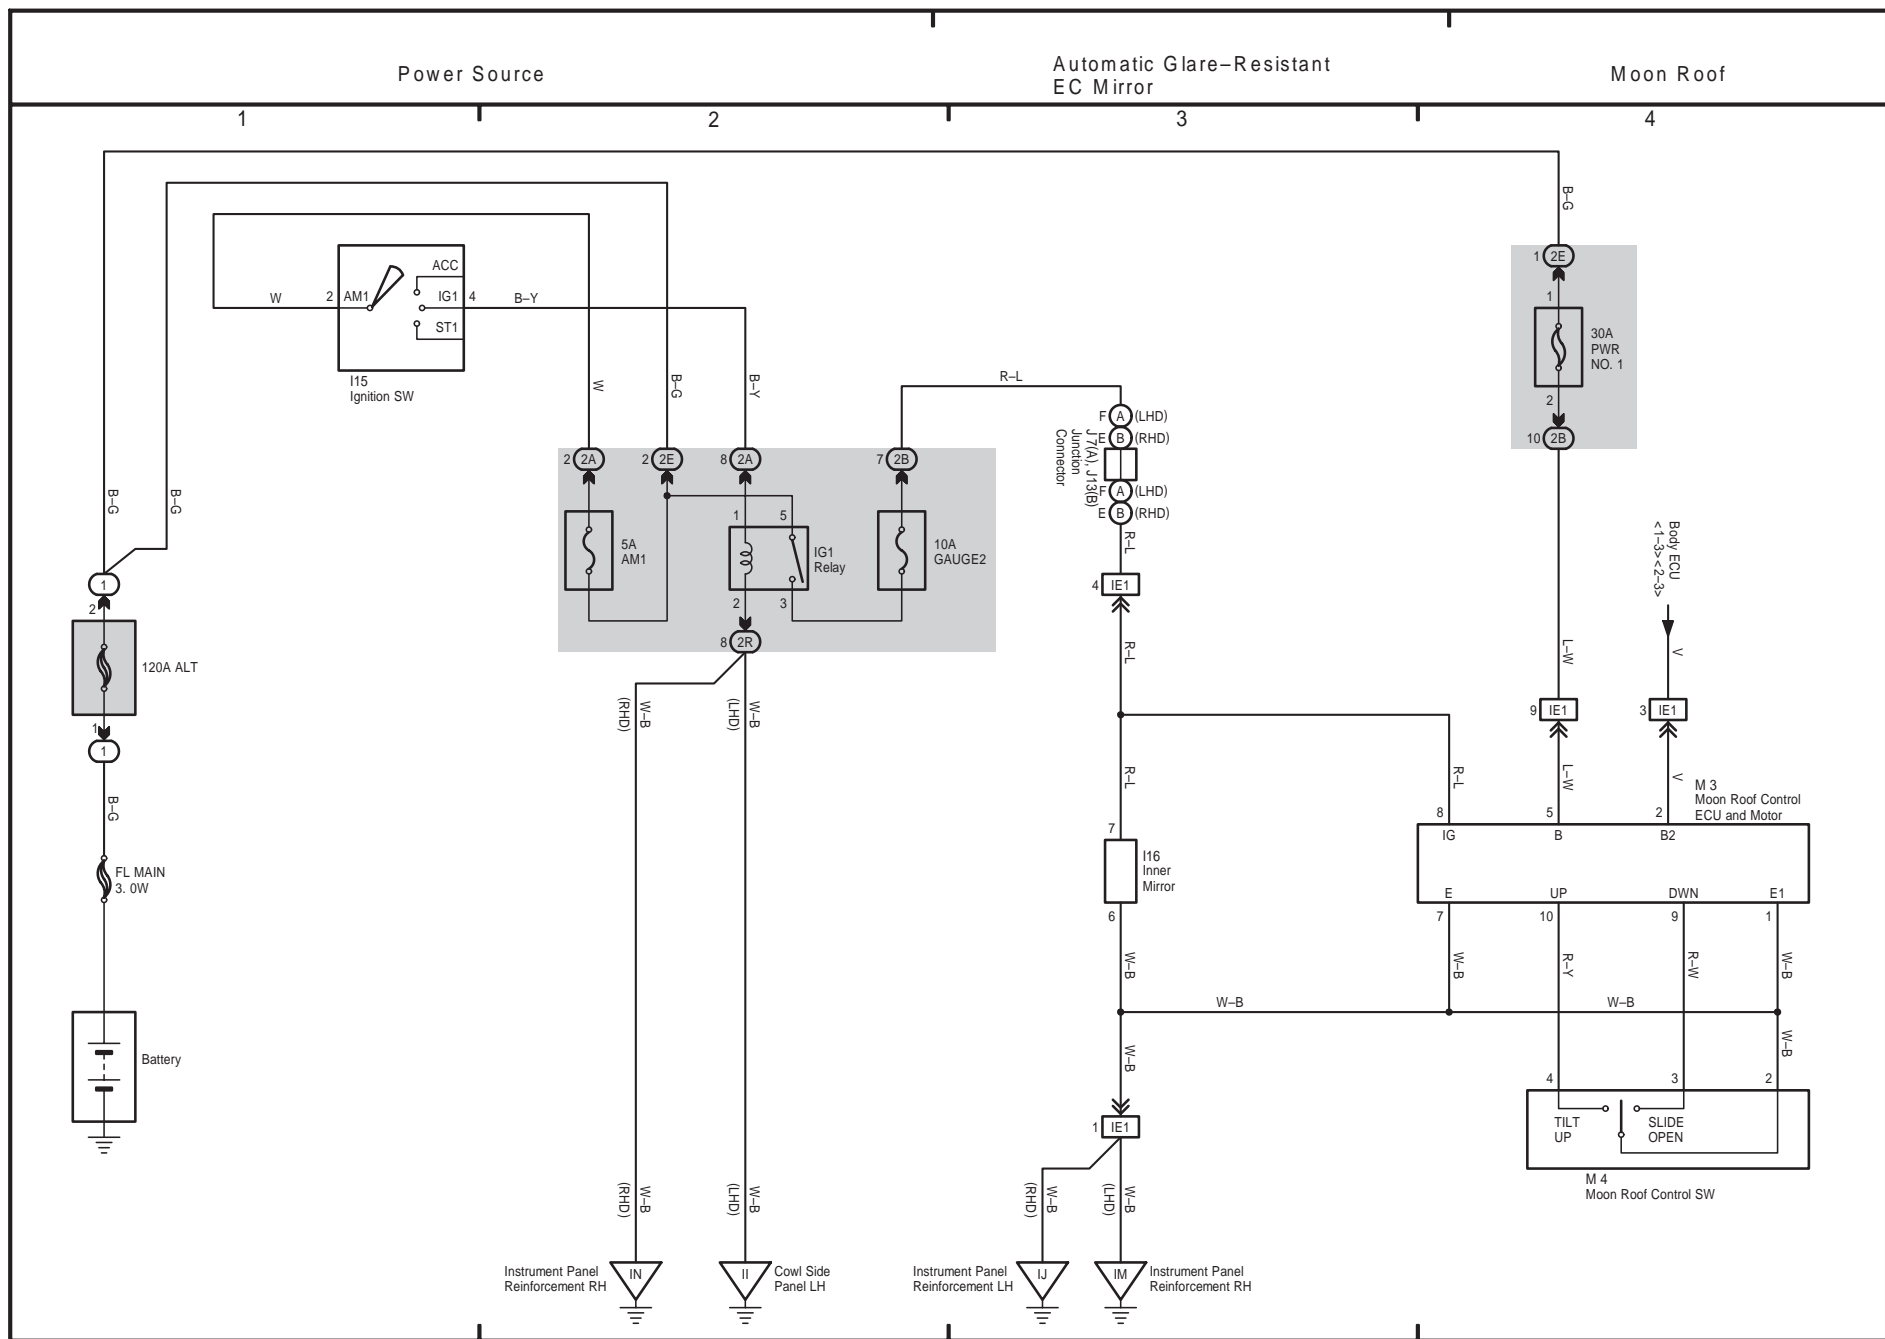 Power Source
Automatic Glare–Resistant
EC Mirror
Moon Roof
1
2
3
4
B–G
1
2E
1
30A
PWR
NO. 1
2
10
2B
W
2
AM1
ACC
IG1
ST1
4
B–Y
I15
Ignition SW
W
B–G
B–Y
R–L
F
A
(LHD)
E
B
(RHD)
J 7(A), J13(B)
Junction
Connector
F
A
(LHD)
E
B
(RHD)
2
2A
2
2E
8
2A
7
2B
B–G
B–G
5A
AM1
1
5
IG1
Relay
2
3
10A
GAUGE2
8
2R
R–L
4
IE1
Body ECU
<1–3><2–3>
1
2
120A ALT
1
1
B–G
FL MAIN
3. 0W
Battery
W–B
(RHD)
W–B
(LHD)
R–L
R–L
R–L
L–W
V
9
IE1
3
IE1
L–W
V
M 3
Moon Roof Control
ECU and Motor
8
5
2
IG
B
B2
E
UP
DWN
E1
7
10
9
1
7
I16
Inner
Mirror
6
W–B
W–B
R–Y
R–W
W–B
W–B
W–B
W–B
W–B
4
3
2
TILT
UP
SLIDE
OPEN
M 4
Moon Roof Control SW
1
IE1
W–B
(RHD)
W–B
(LHD)
W–B
(RHD)
W–B
(LHD)
Instrument Panel
Reinforcement RH
IN
II
Cowl Side
Panel LH
Instrument Panel
Reinforcement LH
IJ
IM
Instrument Panel
Reinforcement RH